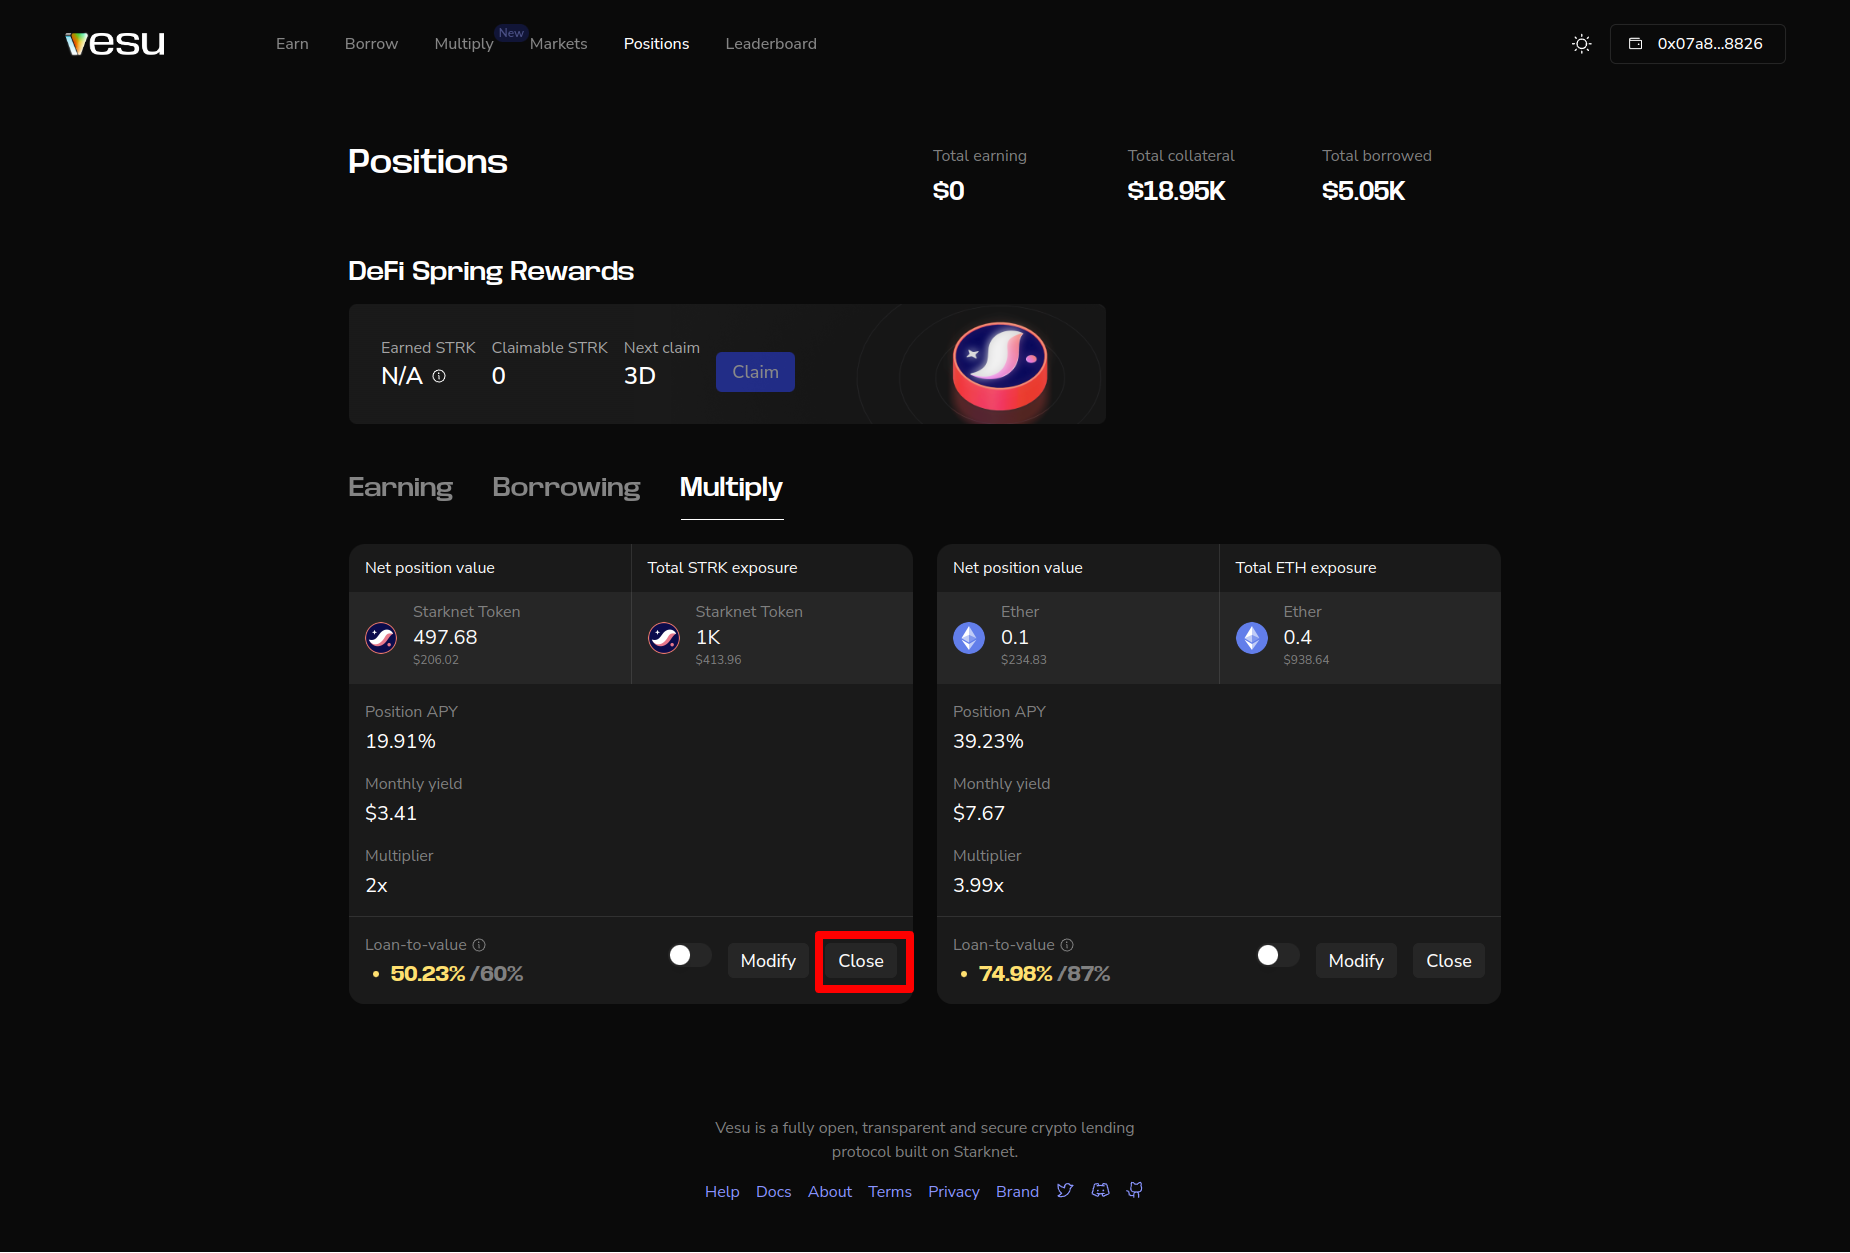 vesu
Earn Borrow Multiply New Markets Positions Leaderboard
0x07a8...8826
Positions
Total earning Total collateral Total borrowed
$0 $18.95K $5.05K
DeFi Spring Rewards
Earned STRK Claimable STRK Next claim
N/A 0 3D Claim
Earning Borrowing Multiply
Net position value Total STRK exposure
Starknet Token Starknet Token
497.68 1K
$206.02 $413.96
Position APY
19.91%
Monthly yield
$3.41
Multiplier
2x
Loan-to-value
50.23% /60%
Modify Close
Net position value Total ETH exposure
Ether Ether
0.1 0.4
$234.83 $938.64
Position APY
39.23%
Monthly yield
$7.67
Multiplier
3.99x
Loan-to-value
74.98% /87%
Modify Close
Vesu is a fully open, transparent and secure crypto lending
protocol built on Starknet.
Help Docs About Terms Privacy Brand